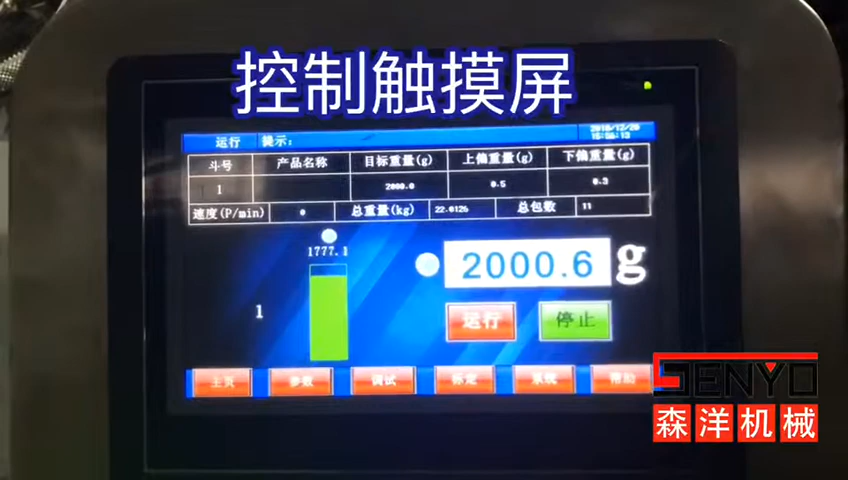 控制触摸屏
运行 提示: 2018/12/20
斗号 产品名称 目标重量(g) 上偏重量(g) 下偏重量(g)
1 2000.0 0.5 0.3
速度(P/min) 0 总重量(kg) 22.0126 总包数 11
1777.1
2000.6 g
1
运行 停止
主页 参数 调试 标定 系统 帮助
SENYO
森洋机械